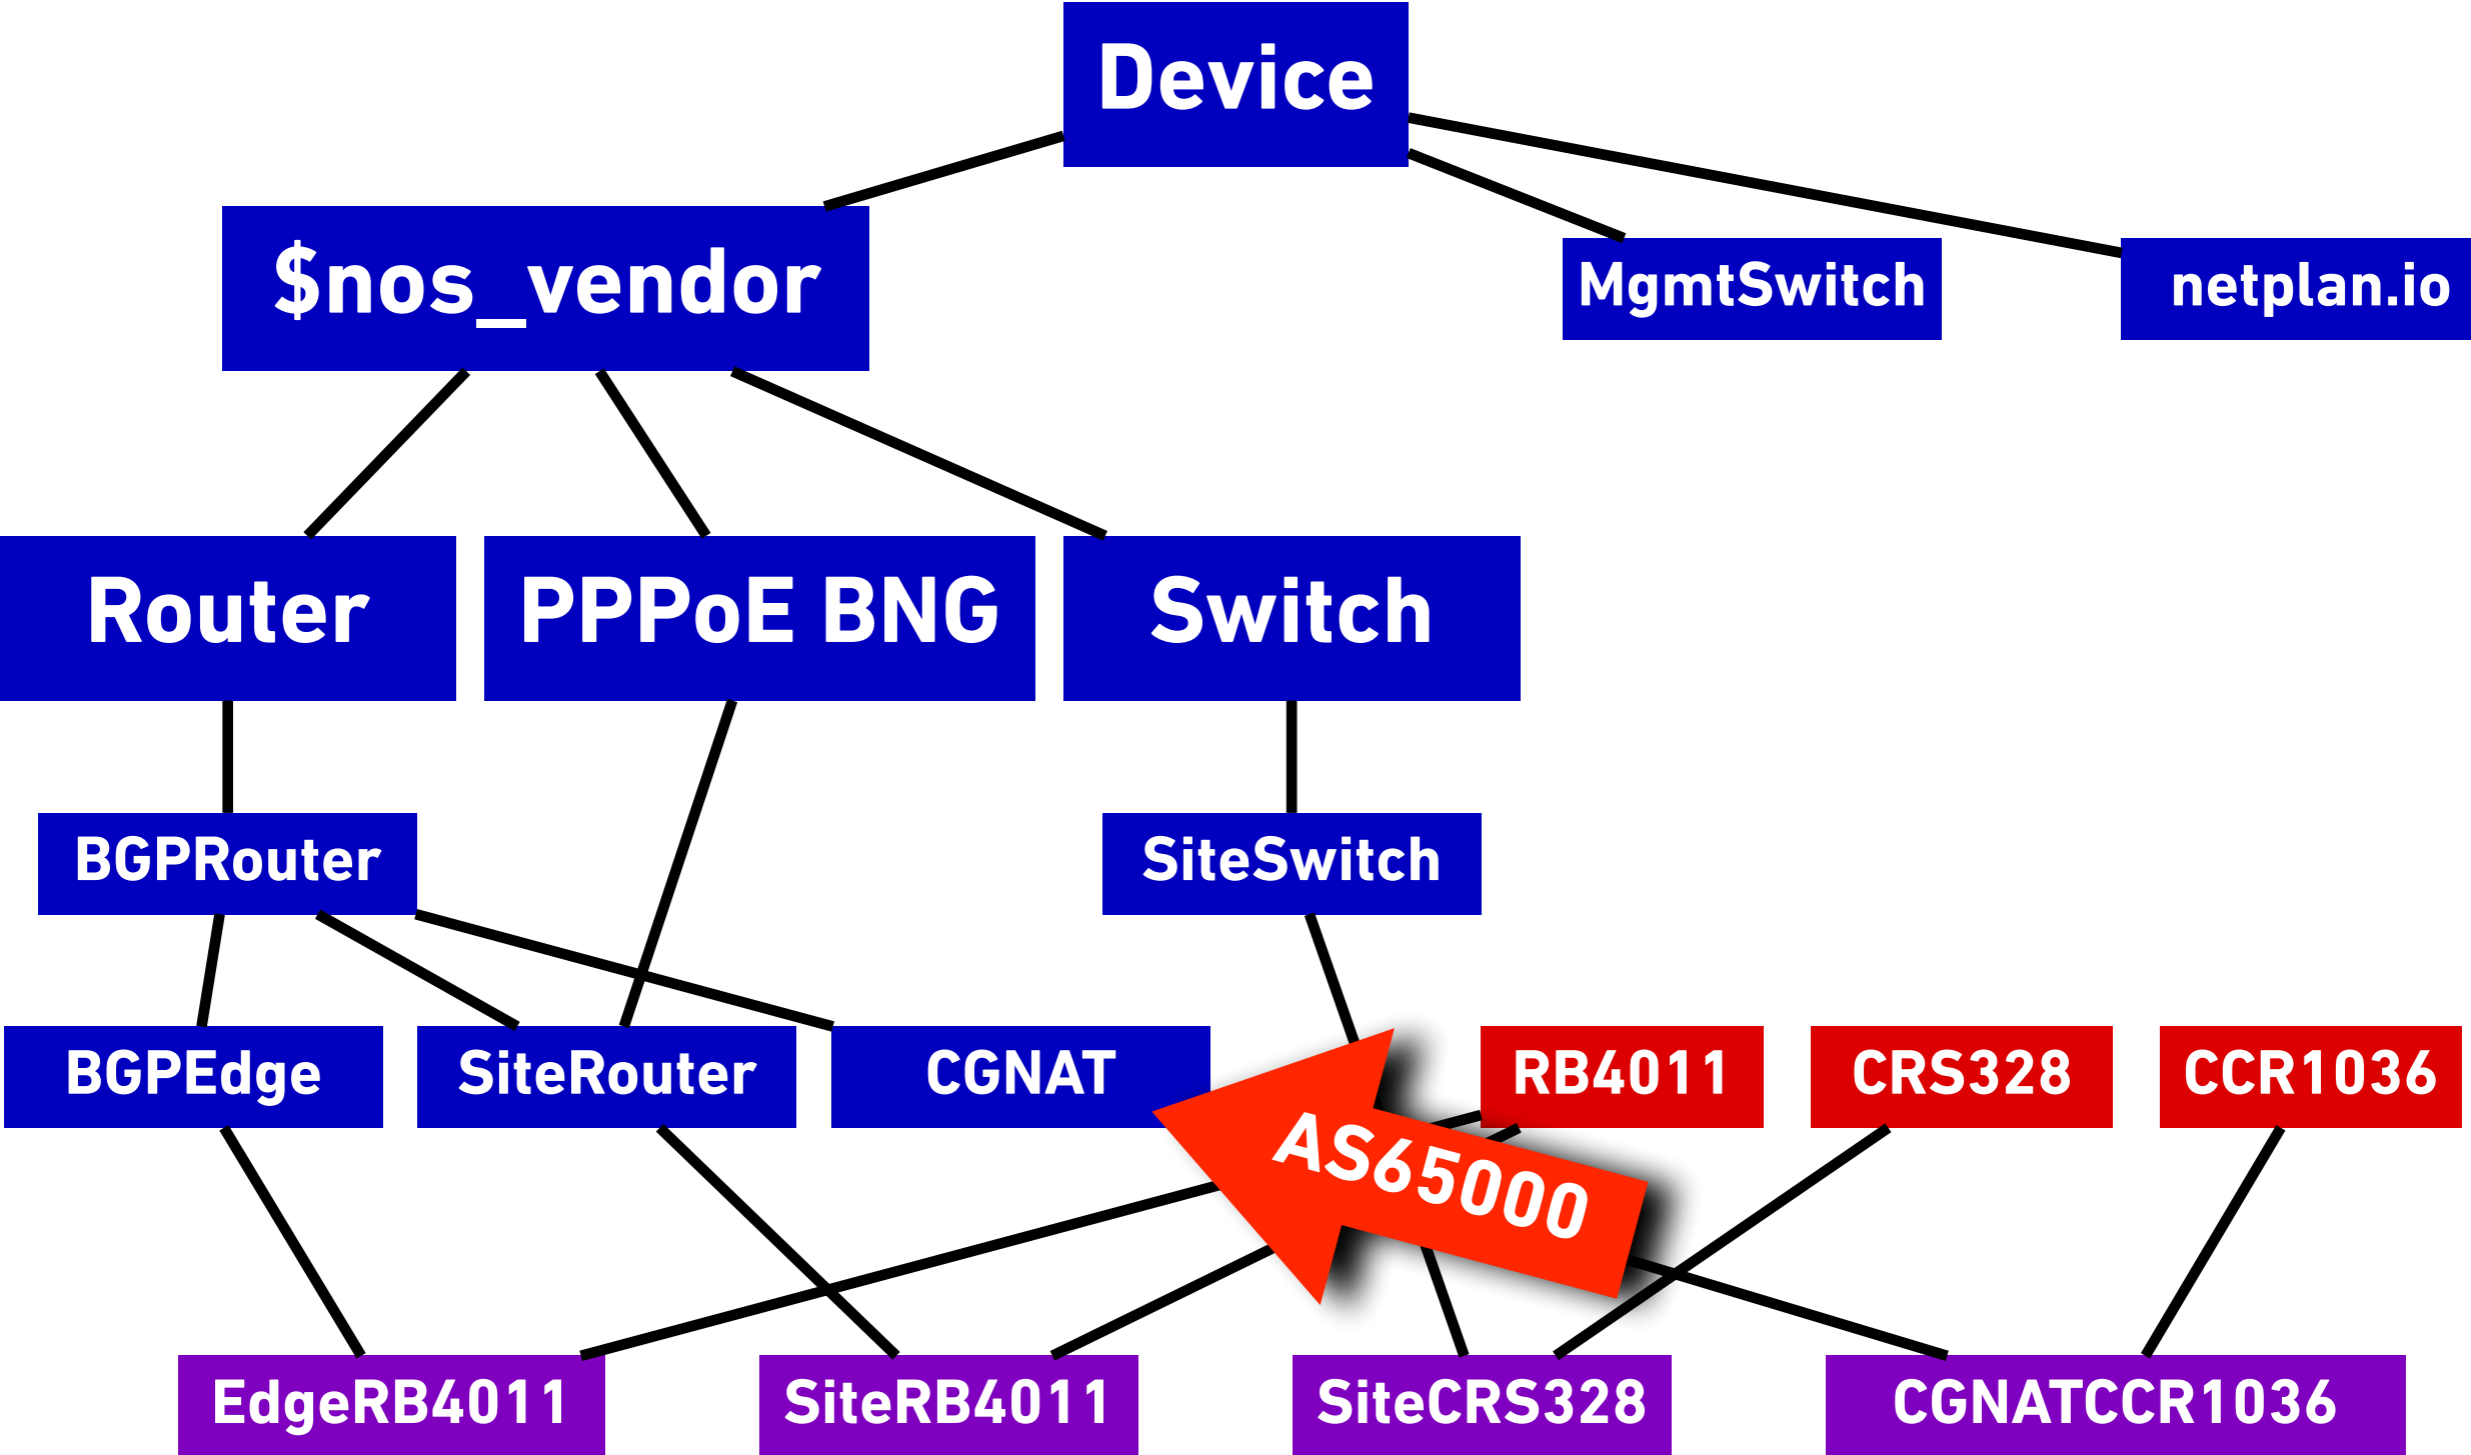 Device
$nos_vendor
MgmtSwitch
netplan.io
Router
PPPoE BNG
Switch
BGPRouter
SiteSwitch
BGPEdge
SiteRouter
CGNAT
RB4011
CRS328
CCR1036
AS65000
EdgeRB4011
SiteRB4011
SiteCRS328
CGNATCCR1036